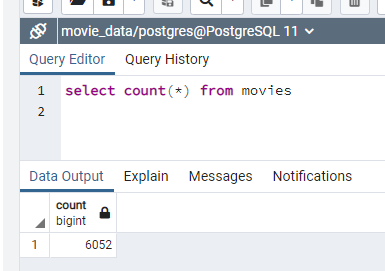 movie_data/postgres@PostgreSQL 11
Query Editor Query History
1 select count(*) from movies
2
Data Output Explain Messages Notifications
count
bigint
1 6052